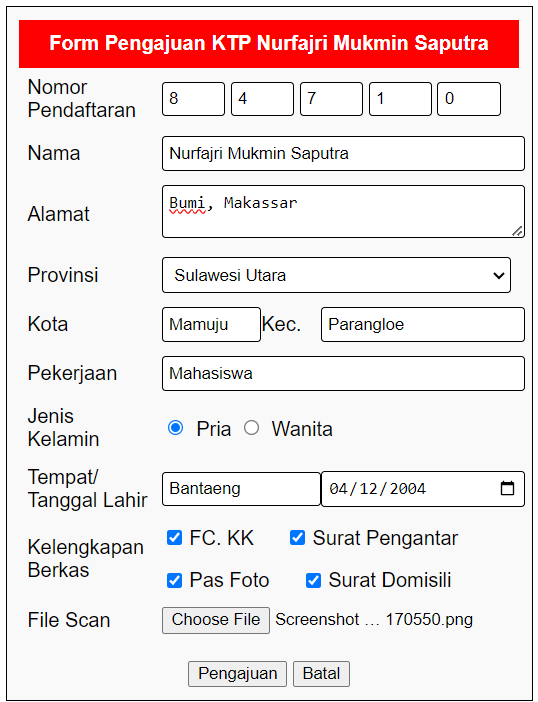 Form Pengajuan KTP Nurfajri Mukmin Saputra
Nomor
Pendaftaran
8 4 7 1 0
Nama Nurfajri Mukmin Saputra
Alamat Bumi, Makassar
Provinsi Sulawesi Utara
Kota Mamuju Kec. Parangloe
Pekerjaan Mahasiswa
Jenis
Kelamin
Pria Wanita
Tempat/
Tanggal Lahir
Bantaeng 04/12/2004
Kelengkapan
Berkas
FC. KK Surat Pengantar
Pas Foto Surat Domisili
File Scan Choose File Screenshot … 170550.png
Pengajuan Batal